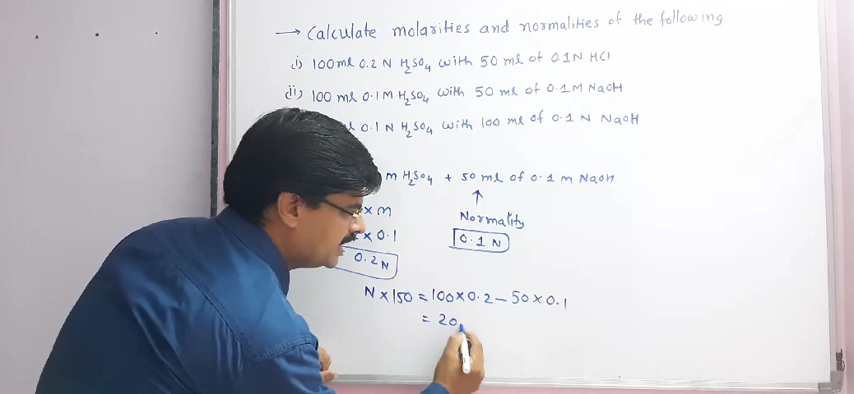 → Calculate molarities and normalities of the following
i) 100 ml 0.2 N H₂SO₄ with 50 ml of 0.1 N HCl
ii) 100 ml 0.1 M H₂SO₄ with 50 ml of 0.1 M NaOH
0.1 N H₂SO₄ with 100 ml of 0.1 N NaOH
m H₂SO₄ + 50 ml of 0.1 m NaOH
↑
× m
Normality
× 0.1
0.1 N
0.2 N
N × 150 = 100 × 0.2 – 50 × 0.1
= 20